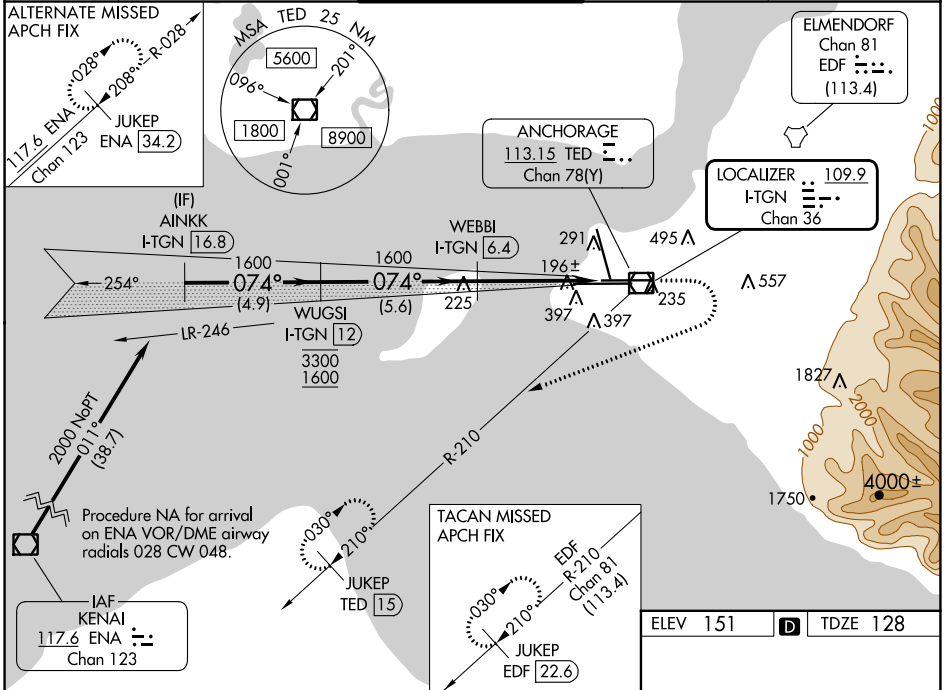 ALTERNATE MISSED
APCH FIX
028°
208°
R-028
JUKEP
ENA 34.2
117.6 ENA
Chan 123
MSA TED 25 NM
5600
201°
096°
1800
8900
001°
ELMENDORF
Chan 81
EDF
(113.4)
ANCHORAGE
113.15 TED
Chan 78(Y)
LOCALIZER 109.9
I-TGN
Chan 36
1000
(IF)
AINKK
I-TGN 16.8
WEBBI
I-TGN 6.4
291
495
254°
1600
074°
(4.9)
1600
074°
(5.6)
225
196±
235
557
397
397
LR-246
WUGSI
I-TGN 12
3300
1600
1827
2000
1000
2000 NoPT
011°
(38.7)
R-210
4000±
1750
Procedure NA for arrival
on ENA VOR/DME airway
radials 028 CW 048.
030°
210°
JUKEP
TED 15
TACAN MISSED
APCH FIX
EDF
R-210
Chan 81
(113.4)
030°
210°
JUKEP
EDF 22.6
IAF
KENAI
117.6 ENA
Chan 123
ELEV 151 D TDZE 128